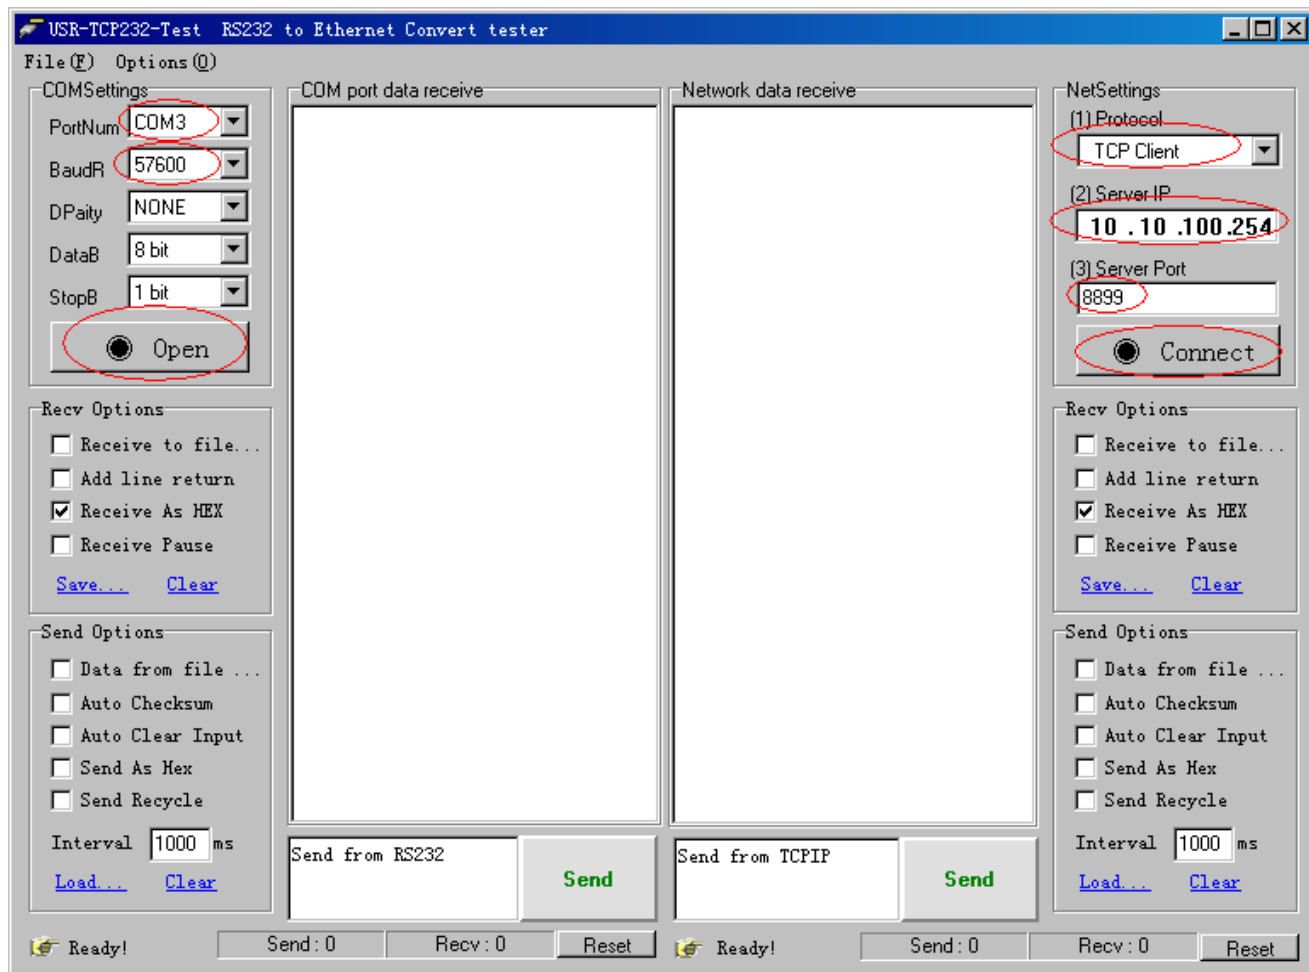 USR-TCP232-Test RS232 to Ethernet Convert tester
File(F) Options(O)
COMSettings
PortNum COM3
BaudR 57600
DPaity NONE
DataB 8 bit
StopB 1 bit
Open
Recv Options
Receive to file...
Add line return
Receive As HEX
Receive Pause
Save... Clear
Send Options
Data from file ...
Auto Checksum
Auto Clear Input
Send As Hex
Send Recycle
Interval 1000 ms
Load... Clear
COM port data receive
Send from RS232
Send
Network data receive
Send from TCPIP
Send
NetSettings
(1) Protocol
TCP Client
(2) Server IP
10 . 10 .100.254
(3) Server Port
8899
Connect
Recv Options
Receive to file...
Add line return
Receive As HEX
Receive Pause
Save... Clear
Send Options
Data from file ...
Auto Checksum
Auto Clear Input
Send As Hex
Send Recycle
Interval 1000 ms
Load... Clear
Ready! Send : 0 Recv : 0 Reset
Ready! Send : 0 Recv : 0 Reset